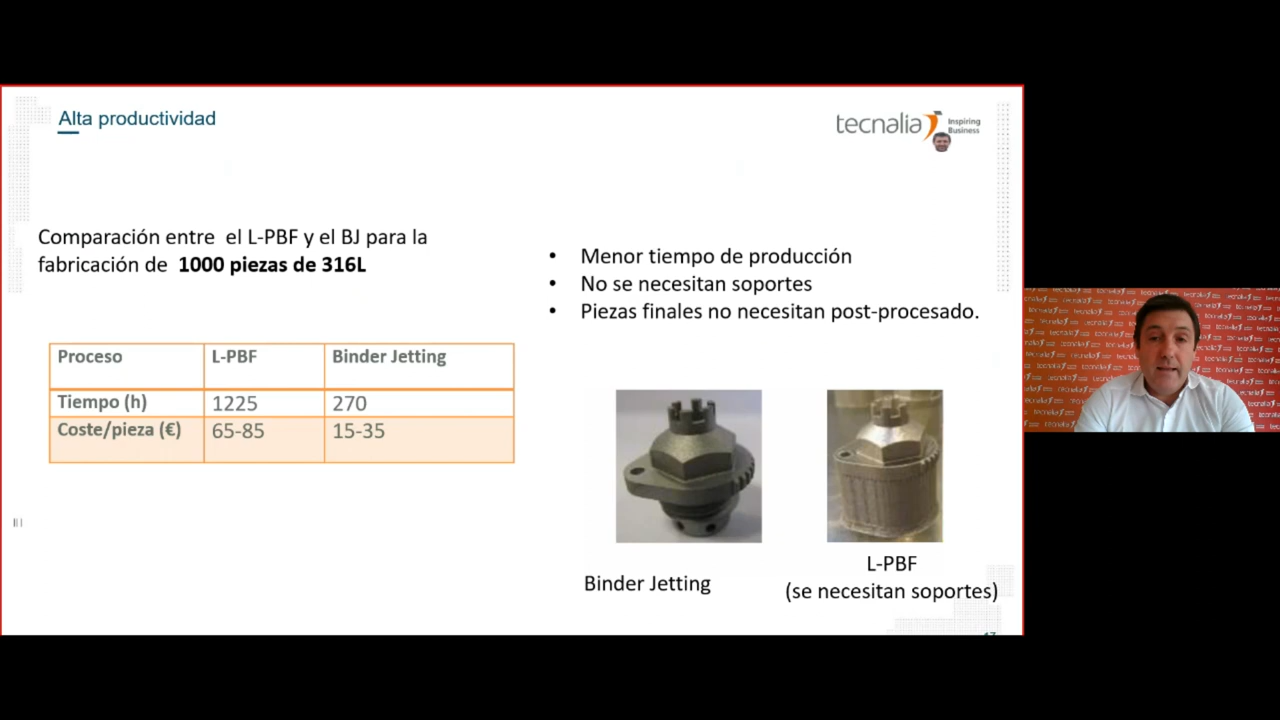 Alta productividad
tecnalia Inspiring
Business
Comparación entre el L-PBF y el BJ para la
fabricación de 1000 piezas de 316L
• Menor tiempo de producción
• No se necesitan soportes
• Piezas finales no necesitan post-procesado.
Proceso L-PBF Binder Jetting
Tiempo (h) 1225 270
Coste/pieza (€) 65-85 15-35
Binder Jetting
L-PBF
(se necesitan soportes)